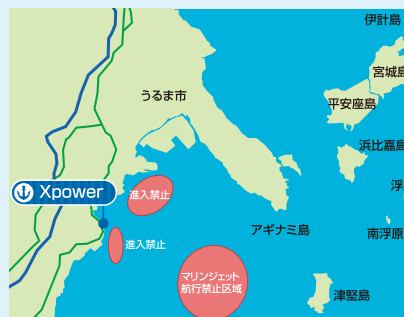 伊計島
宮城島
うるま市
平安座島
浜比嘉島
Xpower
進入禁止
浮
アギナミ島
南浮原
進入禁止
マリンジェット
航行禁止区域
津堅島